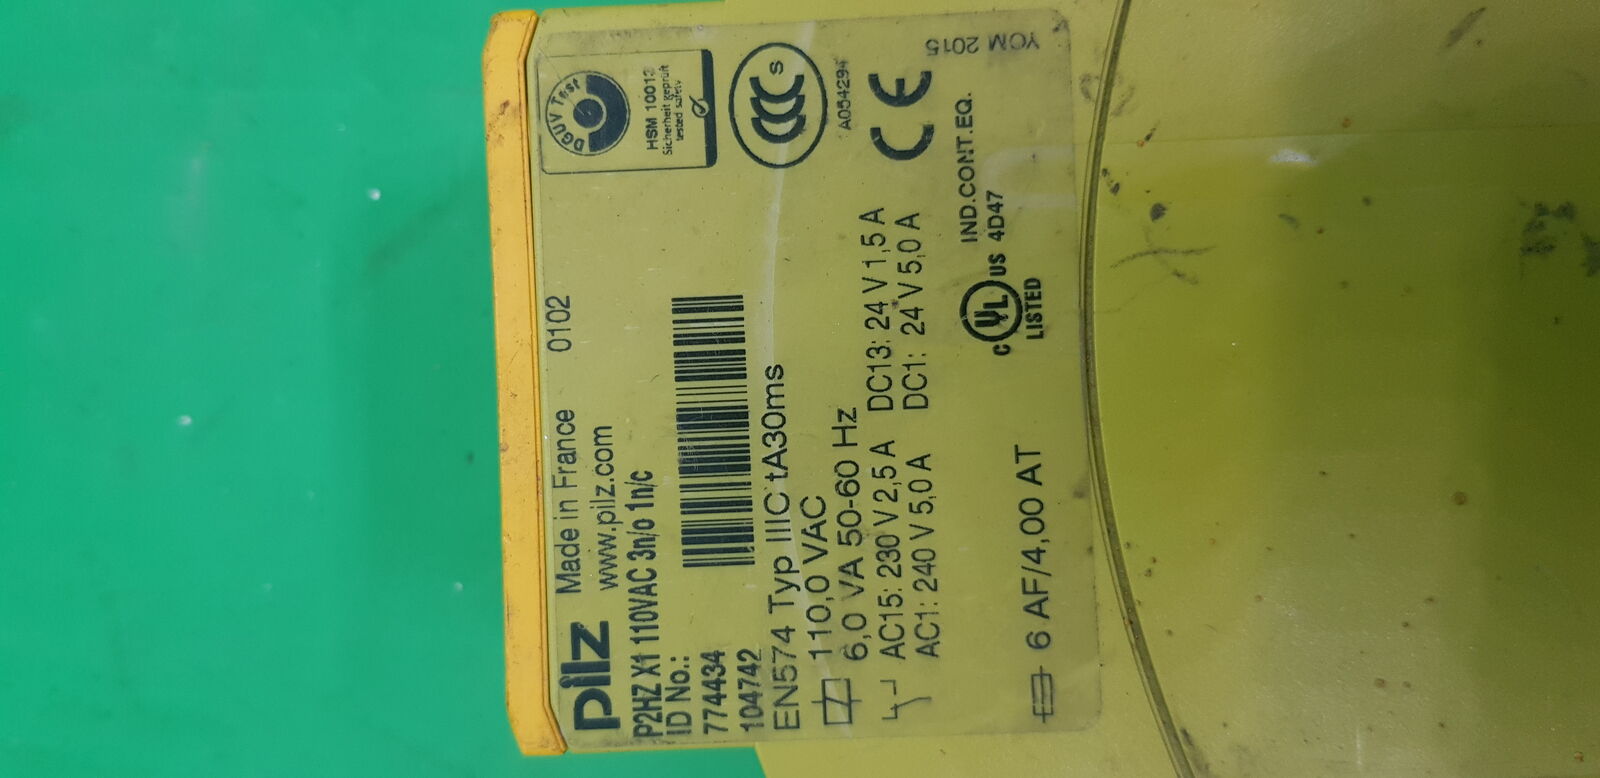 pilz Made in France 0102
www.pilz.com
P2HZ X1 110VAC 3n/o 1n/c
ID No.:
774434
104742
EN574 Typ IIIC tA30ms
110,0 VAC
6,0 VA 50-60 Hz
AC15: 230 V 2,5 A DC13: 24 V 1,5 A
AC1: 240 V 5,0 A DC1: 24 V 5,0 A
6 AF/4,00 AT
DGUV Test
HSM 10013
Sicherheit geprüft
tested safety
CCC S
A054294
CE
YOM 2015
C UL US LISTED
IND.CONT.EQ.
4D47